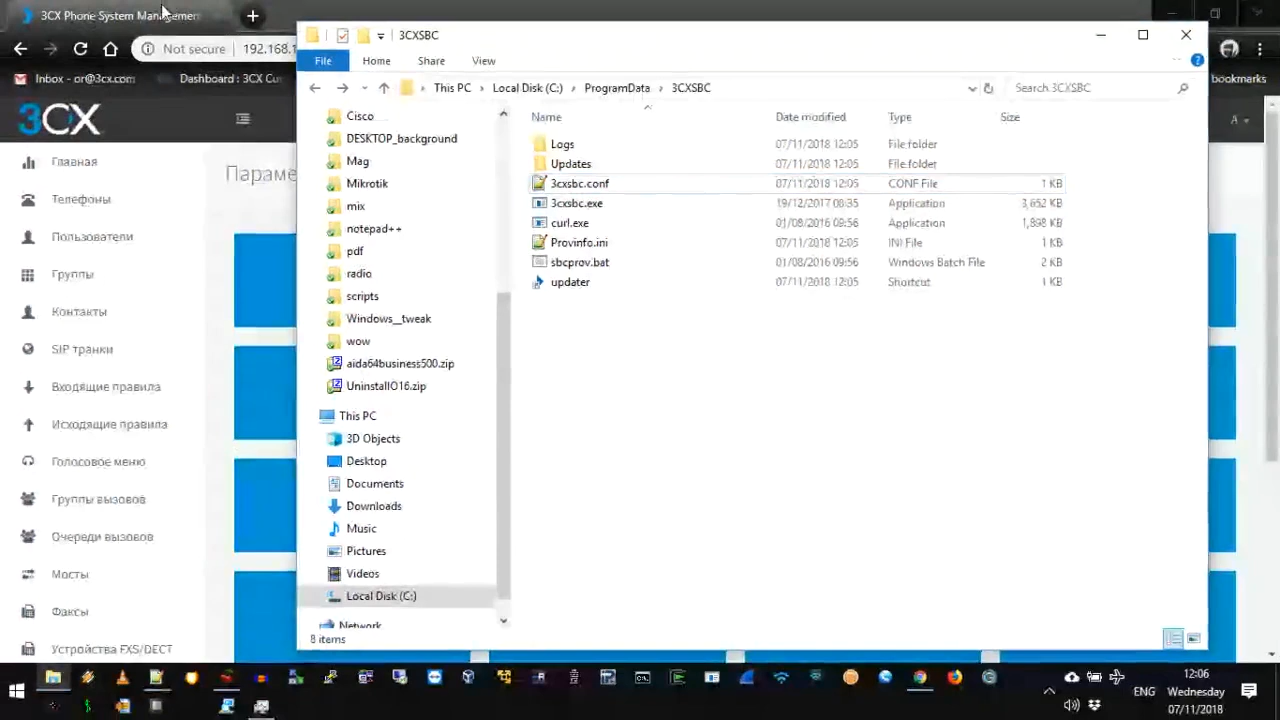 3CX Phone System Management
3CXSBC
File Home Share View
Not secure 192.168.1
This PC Local Disk (C:) ProgramData 3CXSBC
Search 3CXSBC
Inbox - or@3cx.com
Dashboard : 3CX Cu
bookmarks
3CX
Главная
Телефоны
Пользователи
Группы
Контакты
SIP транки
Входящие правила
Исходящие правила
Голосовое меню
Группы вызовов
Очереди вызовов
Мосты
Факсы
Устройства FXS/DECT
Параме
Cisco
DESKTOP_background
Mag
Mikrotik
mix
notepad++
pdf
radio
scripts
Windows__tweak
wow
aida64business500.zip
UninstallO16.zip
This PC
3D Objects
Desktop
Documents
Downloads
Music
Pictures
Videos
Local Disk (C:)
Network
8 items
Name Date modified Type Size
Logs 07/11/2018 12:05 File folder
Updates 07/11/2018 12:05 File folder
3cxsbc.conf 07/11/2018 12:05 CONF File 1 KB
3cxsbc.exe 19/12/2017 08:35 Application 3,652 KB
curl.exe 01/08/2016 09:56 Application 1,898 KB
Provinfo.ini 07/11/2018 12:05 INI File 1 KB
sbcprov.bat 01/08/2016 09:56 Windows Batch File 2 KB
updater 07/11/2018 12:05 Shortcut 1 KB
12:06
ENG Wednesday
07/11/2018